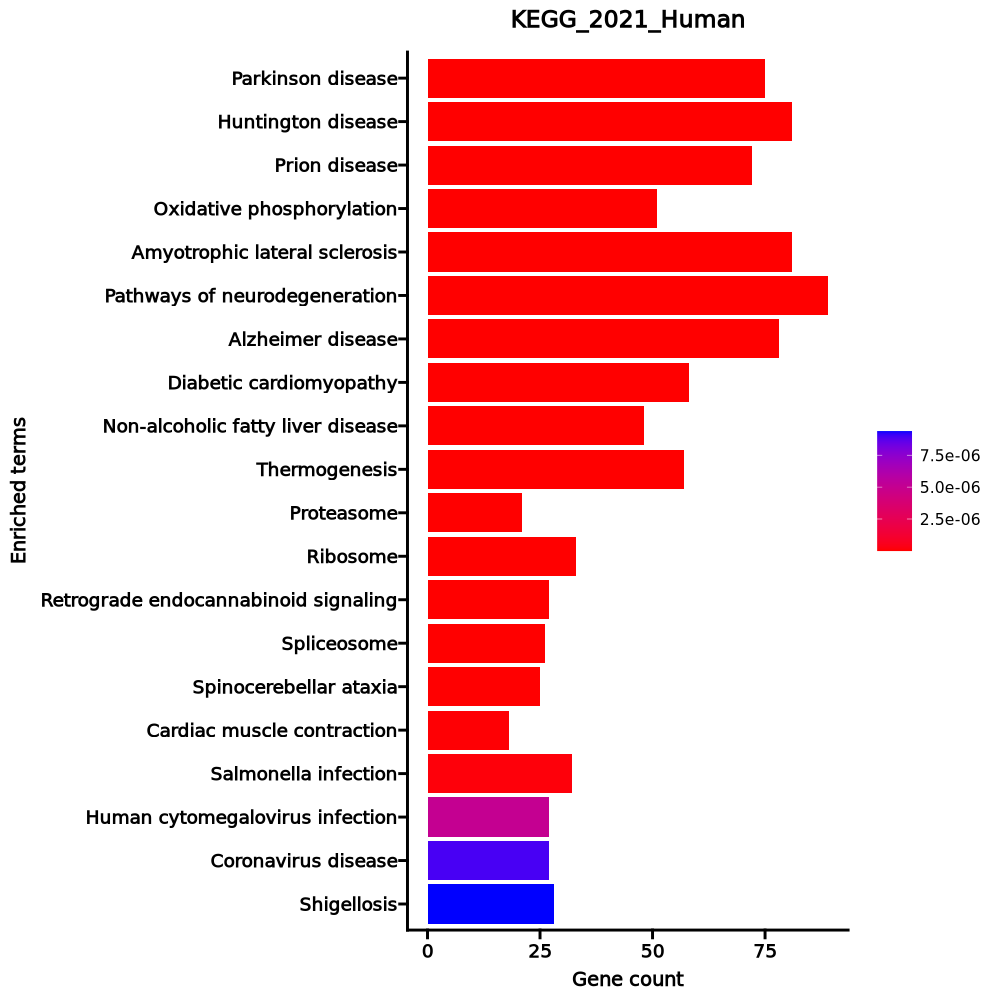 KEGG_2021_Human
Parkinson disease
Huntington disease
Prion disease
Oxidative phosphorylation
Amyotrophic lateral sclerosis
Pathways of neurodegeneration
Alzheimer disease
Diabetic cardiomyopathy
Non-alcoholic fatty liver disease
Thermogenesis
Proteasome
Ribosome
Retrograde endocannabinoid signaling
Spliceosome
Spinocerebellar ataxia
Cardiac muscle contraction
Salmonella infection
Human cytomegalovirus infection
Coronavirus disease
Shigellosis
Enriched terms
0 25 50 75
Gene count
7.5e-06
5.0e-06
2.5e-06